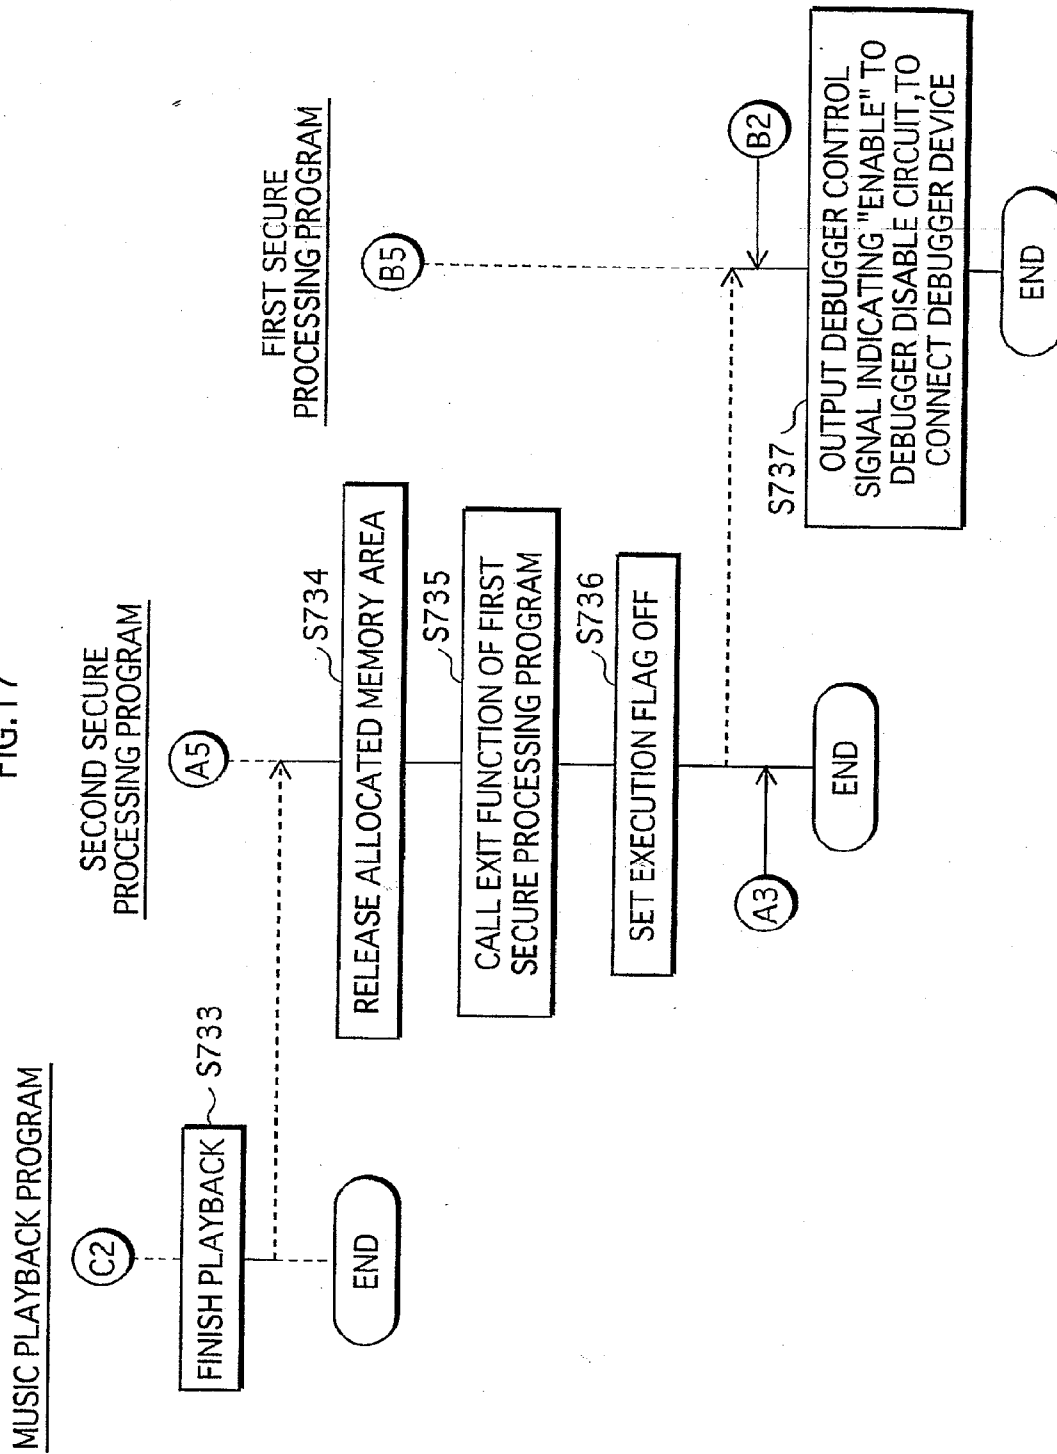 FIG.17
MUSIC PLAYBACK PROGRAM
C2
FINISH PLAYBACK
S733
END
SECOND SECURE
PROCESSING PROGRAM
A5
RELEASE ALLOCATED MEMORY AREA
S734
CALL EXIT FUNCTION OF FIRST
SECURE PROCESSING PROGRAM
S735
SET EXECUTION FLAG OFF
S736
A3
END
FIRST SECURE
PROCESSING PROGRAM
B5
B2
S737
OUTPUT DEBUGGER CONTROL
SIGNAL INDICATING "ENABLE" TO
DEBUGGER DISABLE CIRCUIT, TO
CONNECT DEBUGGER DEVICE
END